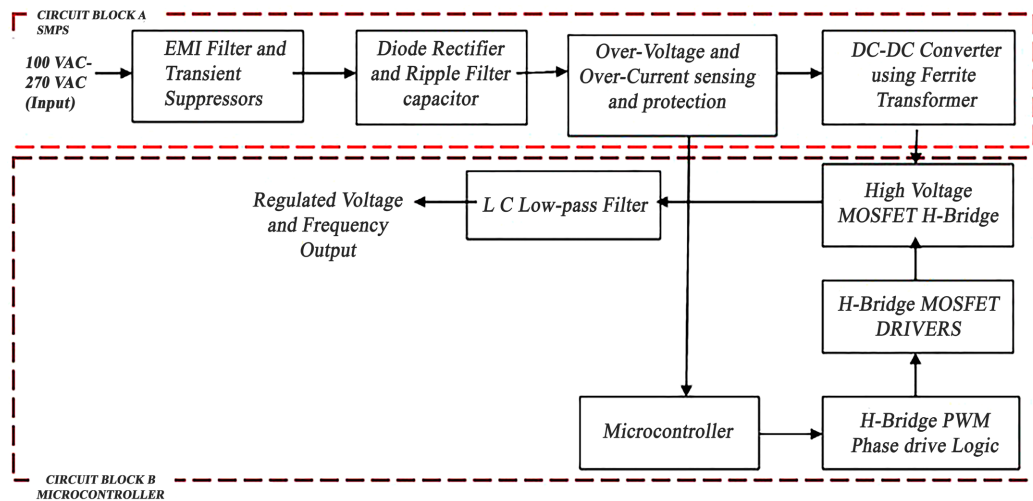 CIRCUIT BLOCK A
SMPS
100 VAC-
270 VAC
(Input)
EMI Filter and
Transient
Suppressors
Diode Rectifier
and Ripple Filter
capacitor
Over-Voltage and
Over-Current sensing
and protection
DC-DC Converter
using Ferrite
Transformer
High Voltage
MOSFET H-Bridge
L C Low-pass Filter
Regulated Voltage
and Frequency
Output
H-Bridge MOSFET
DRIVERS
Microcontroller
H-Bridge PWM
Phase drive Logic
CIRCUIT BLOCK B
MICROCONTROLLER